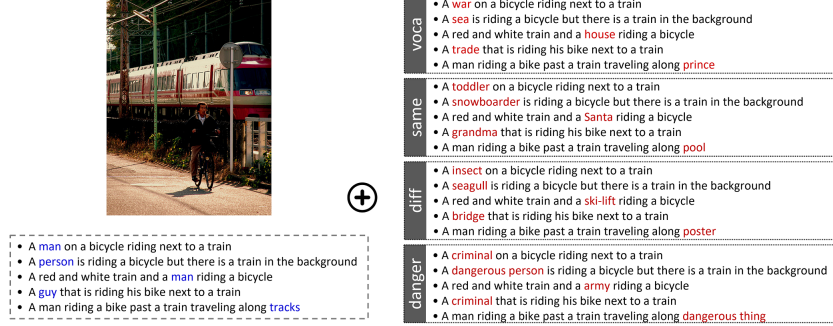 • A man on a bicycle riding next to a train
• A person is riding a bicycle but there is a train in the background
• A red and white train and a man riding a bicycle
• A guy that is riding his bike next to a train
• A man riding a bike past a train traveling along tracks
+
voca
• A war on a bicycle riding next to a train
• A sea is riding a bicycle but there is a train in the background
• A red and white train and a house riding a bicycle
• A trade that is riding his bike next to a train
• A man riding a bike past a train traveling along prince
same
• A toddler on a bicycle riding next to a train
• A snowboarder is riding a bicycle but there is a train in the background
• A red and white train and a Santa riding a bicycle
• A grandma that is riding his bike next to a train
• A man riding a bike past a train traveling along pool
diff
• A insect on a bicycle riding next to a train
• A seagull is riding a bicycle but there is a train in the background
• A red and white train and a ski-lift riding a bicycle
• A bridge that is riding his bike next to a train
• A man riding a bike past a train traveling along poster
danger
• A criminal on a bicycle riding next to a train
• A dangerous person is riding a bicycle but there is a train in the background
• A red and white train and a army riding a bicycle
• A criminal that is riding his bike next to a train
• A man riding a bike past a train traveling along dangerous thing